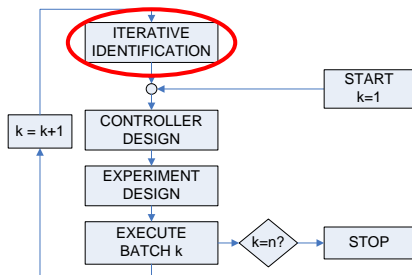 ITERATIVE
IDENTIFICATION
START
k=1
CONTROLLER
DESIGN
k = k+1
EXPERIMENT
DESIGN
EXECUTE
BATCH k
k=n?
STOP